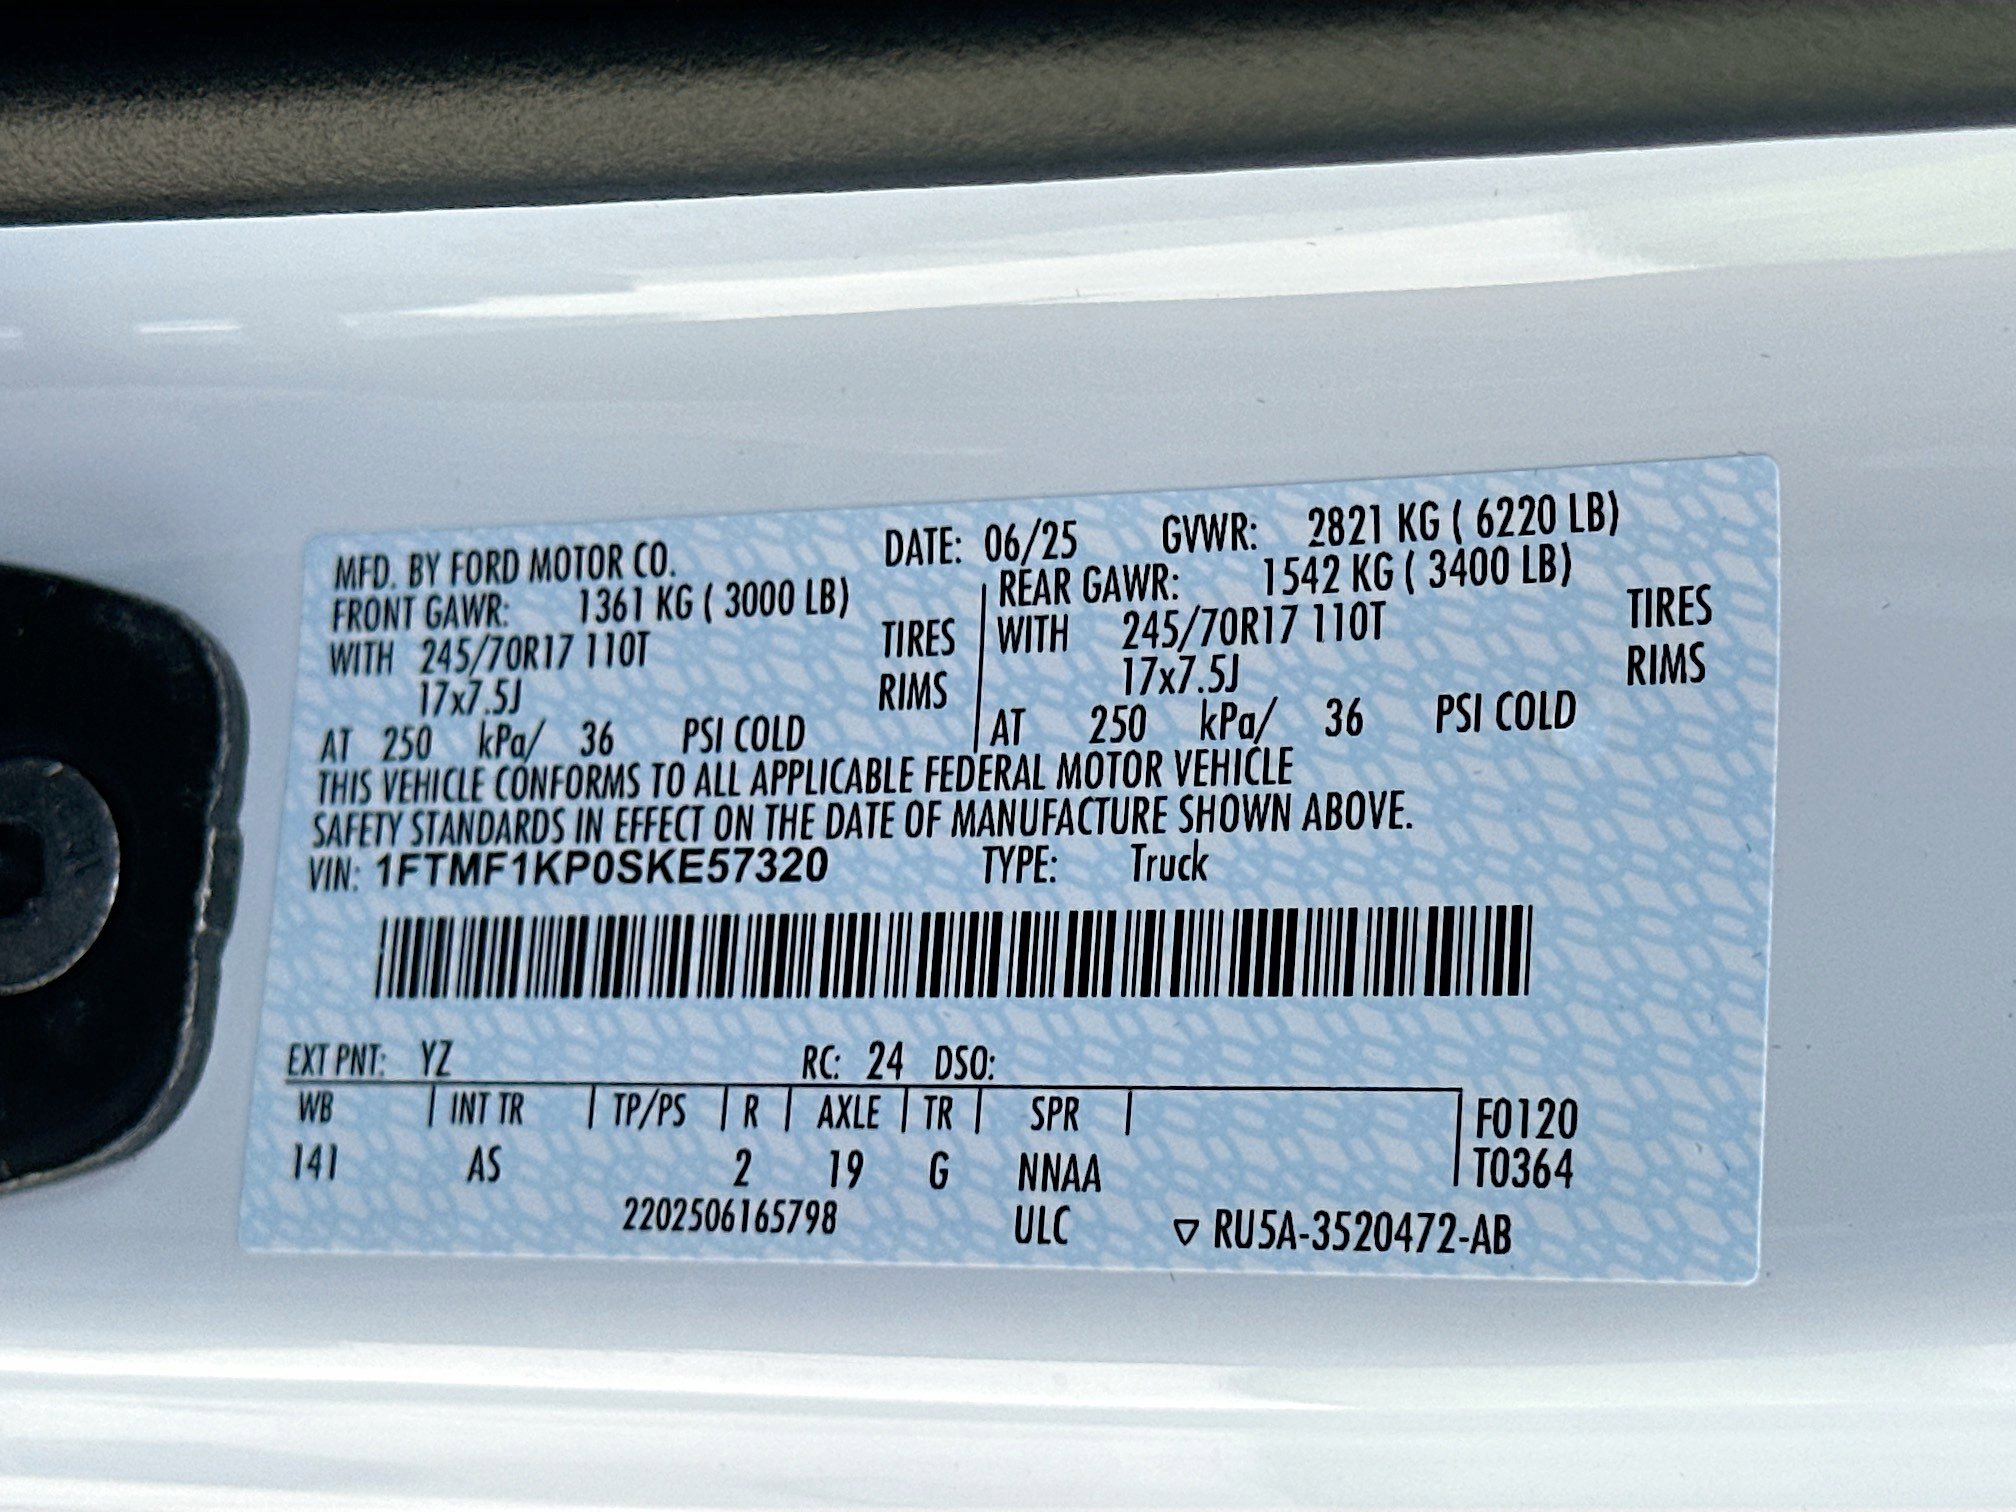 MFD. BY FORD MOTOR CO. DATE: 06/25 GVWR: 2821 KG ( 6220 LB)
FRONT GAWR: 1361 KG ( 3000 LB) REAR GAWR: 1542 KG ( 3400 LB)
WITH 245/70R17 110T TIRES WITH 245/70R17 110T TIRES
17x7.5J RIMS 17x7.5J RIMS
AT 250 kPa/ 36 PSI COLD AT 250 kPa/ 36 PSI COLD
THIS VEHICLE CONFORMS TO ALL APPLICABLE FEDERAL MOTOR VEHICLE
SAFETY STANDARDS IN EFFECT ON THE DATE OF MANUFACTURE SHOWN ABOVE.
VIN: 1FTMF1KP0SKE57320 TYPE: Truck
EXT PNT: YZ RC: 24 DSO:
WB | INT TR | TP/PS | R | AXLE | TR | SPR | F0120
141 AS 2 19 G NNAA T0364
2202506165798 ULC ▽ RU5A-3520472-AB